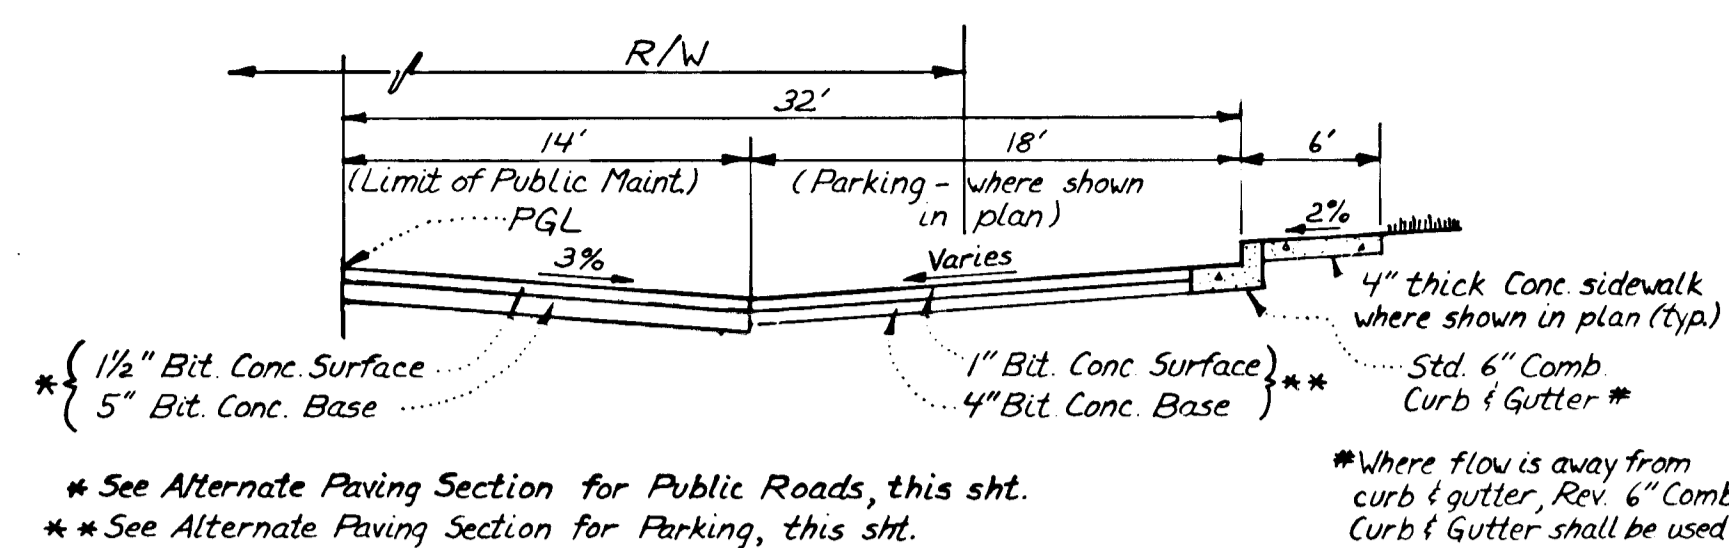 R/W
32'
14'
18'
6'
(Limit of Public Maint.)
(Parking - where shown
in plan)
PGL
2%
3%
Varies
4" thick Conc. sidewalk
where shown in plan (typ.)
* { 1½" Bit. Conc. Surface
5" Bit. Conc. Base
1" Bit. Conc. Surface } **
4" Bit. Conc. Base
Std. 6" Comb.
Curb & Gutter #
* See Alternate Paving Section for Public Roads, this sht.
** See Alternate Paving Section for Parking, this sht.
# Where flow is away from
curb & gutter, Rev. 6" Comb
Curb & Gutter shall be used